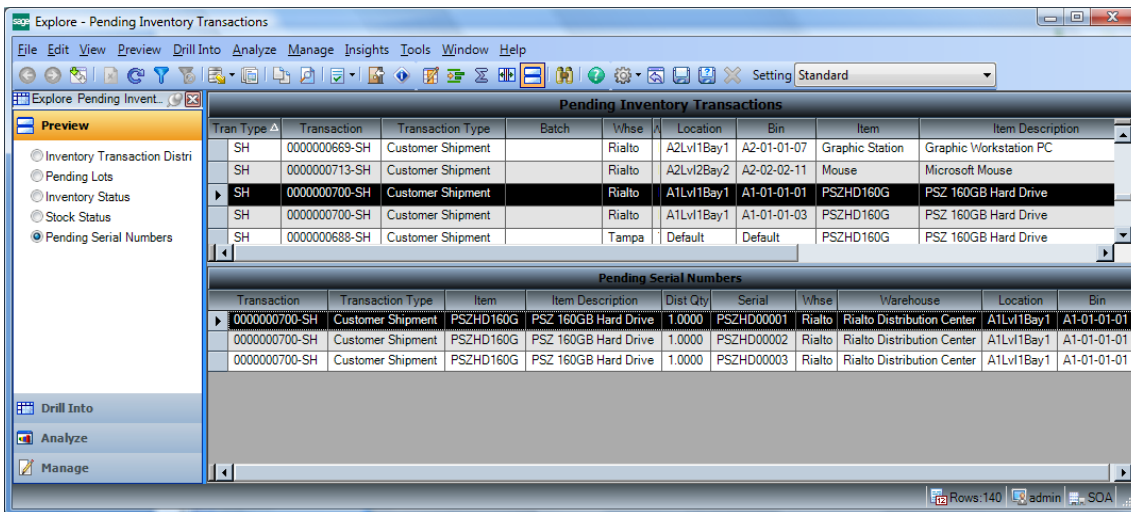 sage Explore - Pending Inventory Transactions
File Edit View Preview Drill Into Analyze Manage Insights Tools Window Help
Setting Standard
Explore Pending Invent...
Pending Inventory Transactions
Preview
Tran Type Transaction Transaction Type Batch Whse Location Bin Item Item Description
SH 0000000669-SH Customer Shipment Rialto A2Lvl1Bay1 A2-01-01-07 Graphic Station Graphic Workstation PC
SH 0000000713-SH Customer Shipment Rialto A2Lvl2Bay2 A2-02-02-11 Mouse Microsoft Mouse
SH 0000000700-SH Customer Shipment Rialto A1Lvl1Bay1 A1-01-01-01 PSZHD160G PSZ 160GB Hard Drive
SH 0000000700-SH Customer Shipment Rialto A1Lvl1Bay1 A1-01-01-03 PSZHD160G PSZ 160GB Hard Drive
SH 0000000688-SH Customer Shipment Tampa Default Default PSZHD160G PSZ 160GB Hard Drive
Inventory Transaction Distri
Pending Lots
Inventory Status
Stock Status
Pending Serial Numbers
Pending Serial Numbers
Transaction Transaction Type Item Item Description Dist Qty Serial Whse Warehouse Location Bin
0000000700-SH Customer Shipment PSZHD160G PSZ 160GB Hard Drive 1.0000 PSZHD00001 Rialto Rialto Distribution Center A1Lvl1Bay1 A1-01-01-01
0000000700-SH Customer Shipment PSZHD160G PSZ 160GB Hard Drive 1.0000 PSZHD00002 Rialto Rialto Distribution Center A1Lvl1Bay1 A1-01-01-01
0000000700-SH Customer Shipment PSZHD160G PSZ 160GB Hard Drive 1.0000 PSZHD00003 Rialto Rialto Distribution Center A1Lvl1Bay1 A1-01-01-01
Drill Into
Analyze
Manage
Rows:140 admin SOA